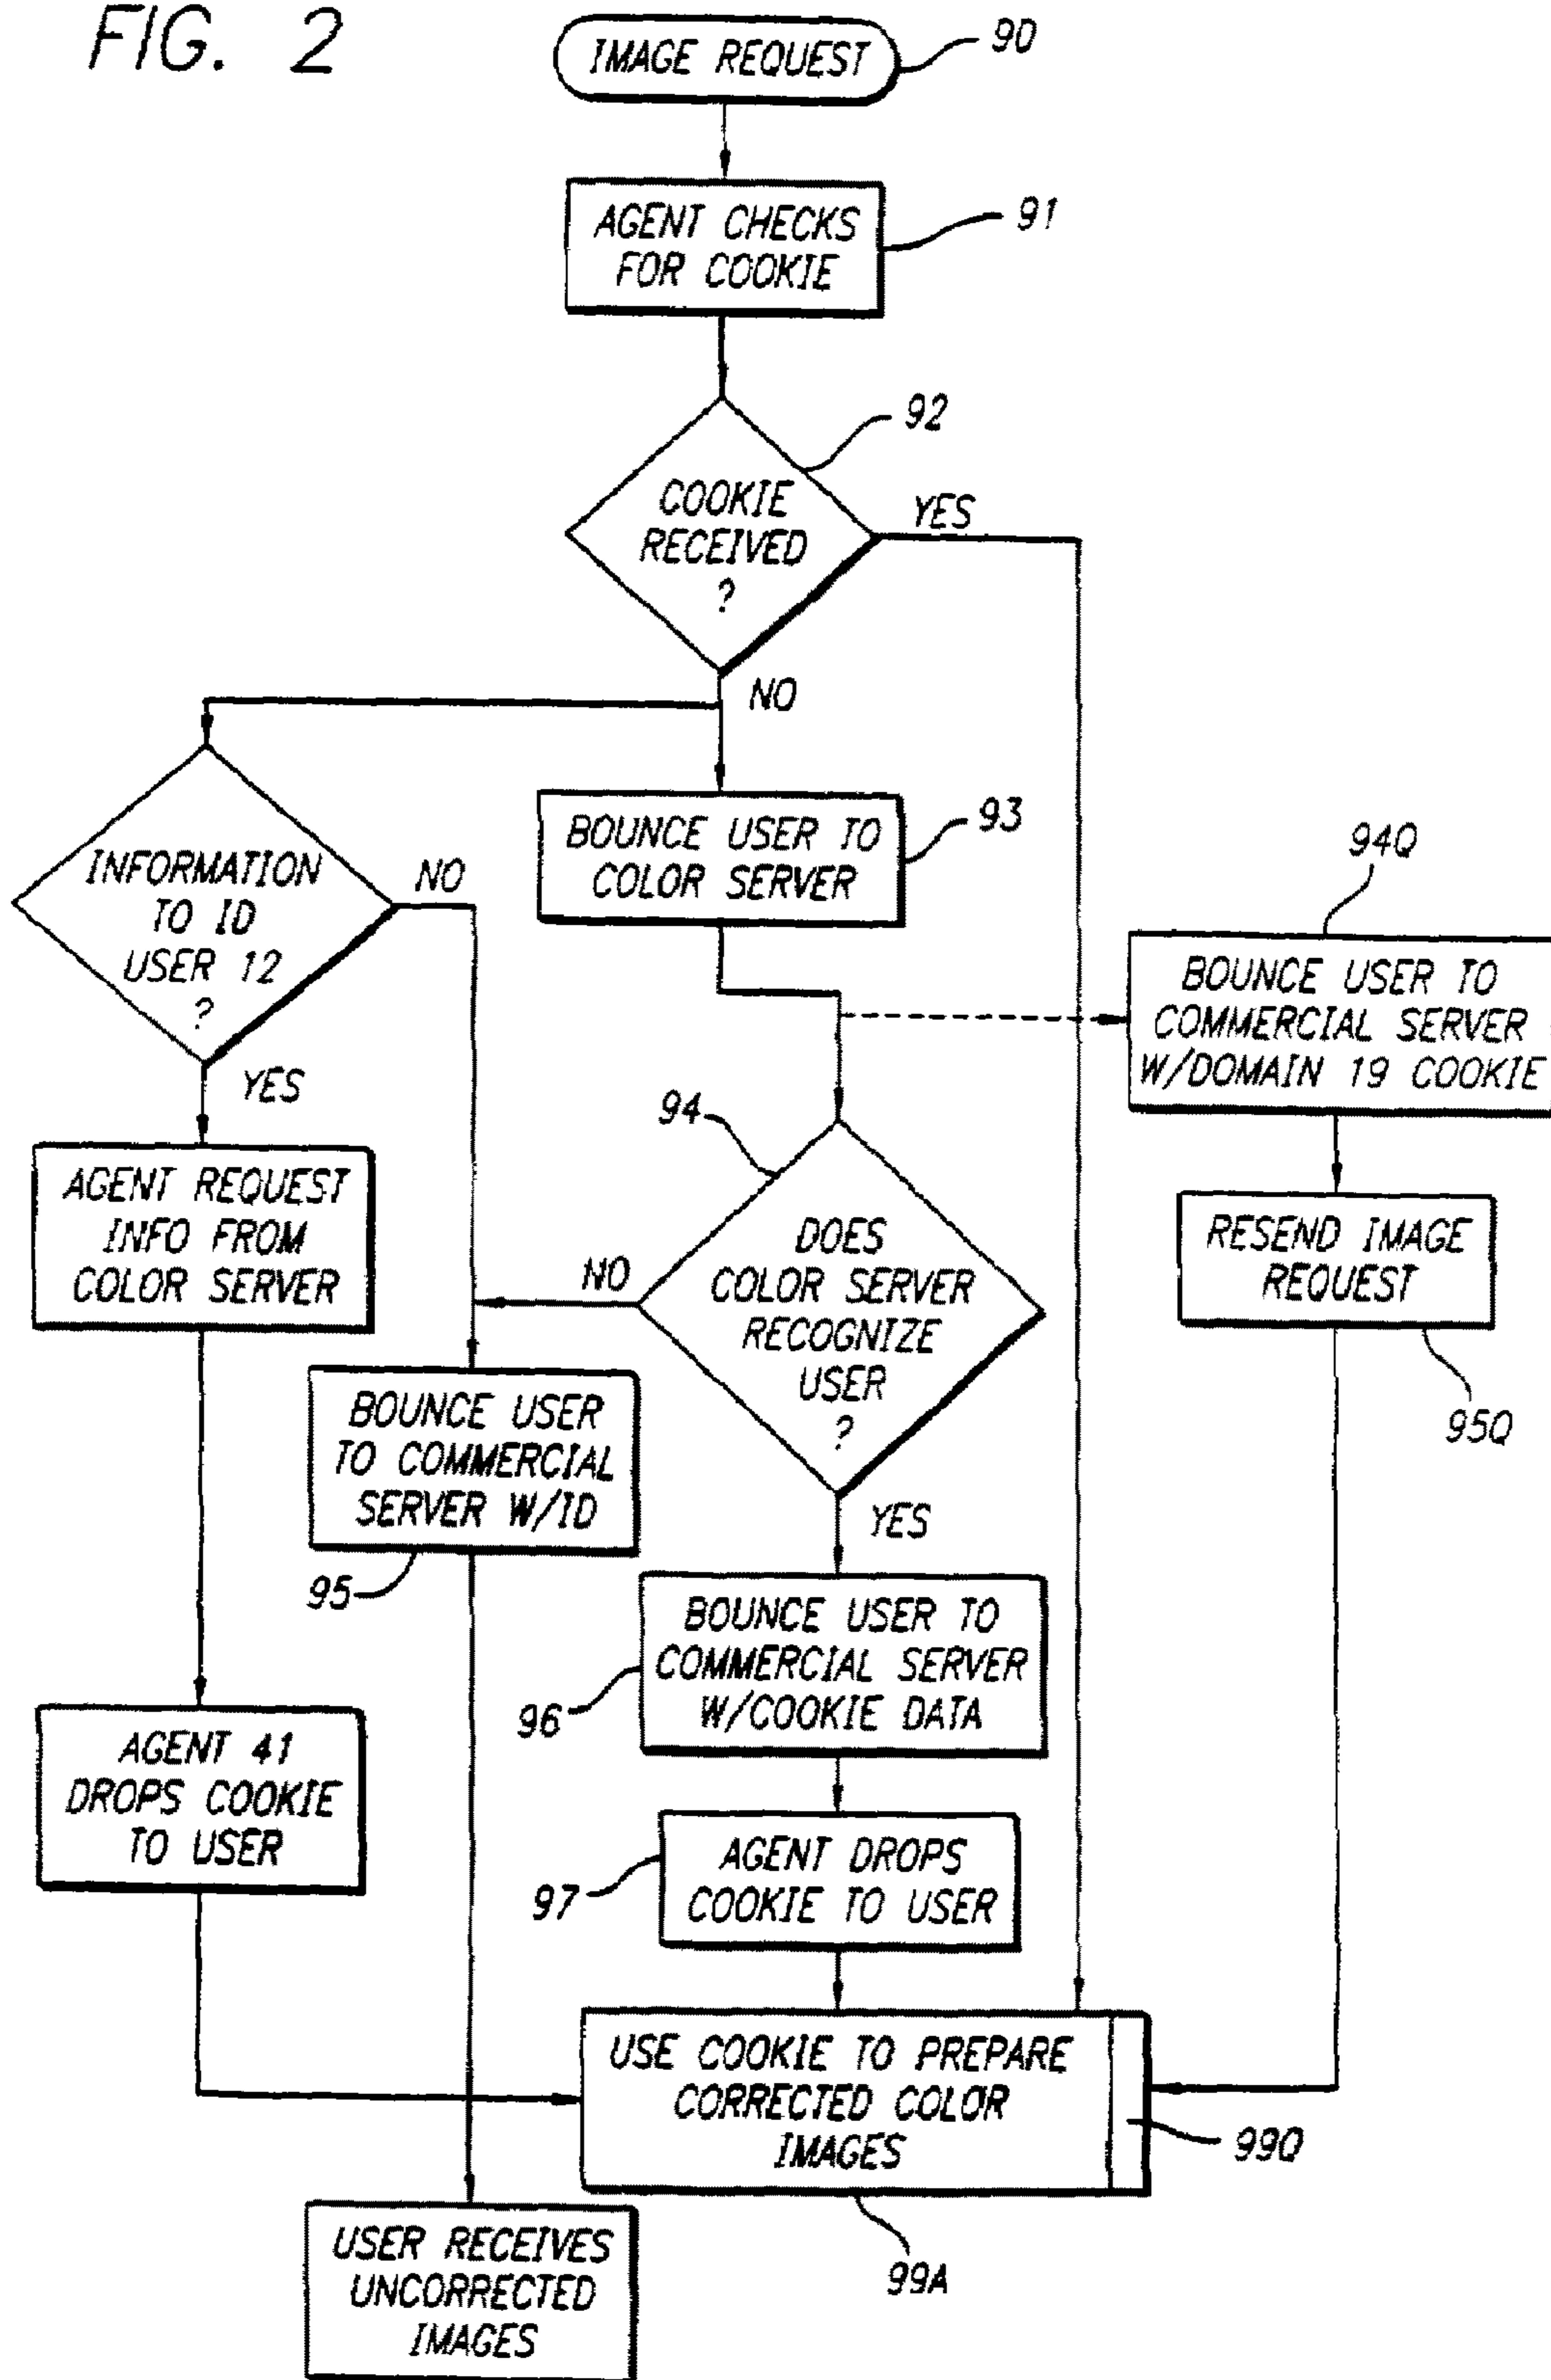 FIG. 2
IMAGE REQUEST
90
AGENT CHECKS
FOR COOKIE
91
92
COOKIE
RECEIVED
?
YES
NO
INFORMATION
TO ID
USER 12
?
NO
YES
BOUNCE USER TO
COLOR SERVER
93
94Q
BOUNCE USER TO
COMMERCIAL SERVER
W/DOMAIN 19 COOKIE
RESEND IMAGE
REQUEST
95Q
AGENT REQUEST
INFO FROM
COLOR SERVER
94
DOES
COLOR SERVER
RECOGNIZE
USER
?
NO
YES
BOUNCE USER
TO COMMERCIAL
SERVER W/ID
95
BOUNCE USER TO
COMMERCIAL SERVER
W/COOKIE DATA
96
AGENT 41
DROPS COOKIE
TO USER
AGENT DROPS
COOKIE TO USER
97
USE COOKIE TO PREPARE
CORRECTED COLOR
IMAGES
99Q
99A
USER RECEIVES
UNCORRECTED
IMAGES